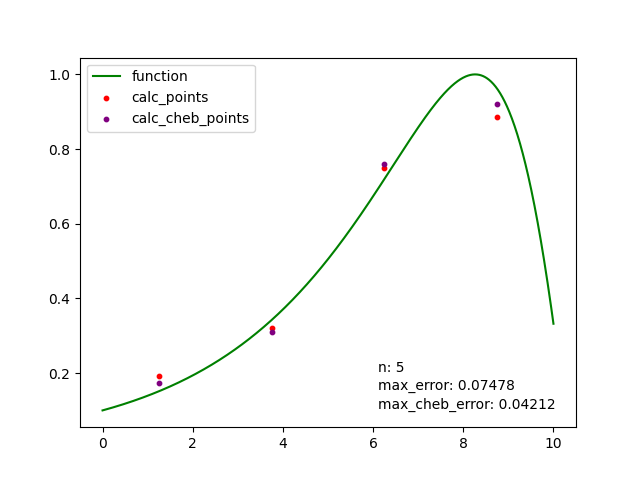 1.0
0.8
0.6
0.4
0.2
function
calc_points
calc_cheb_points
n: 5
max_error: 0.07478
max_cheb_error: 0.04212
0 2 4 6 8 10